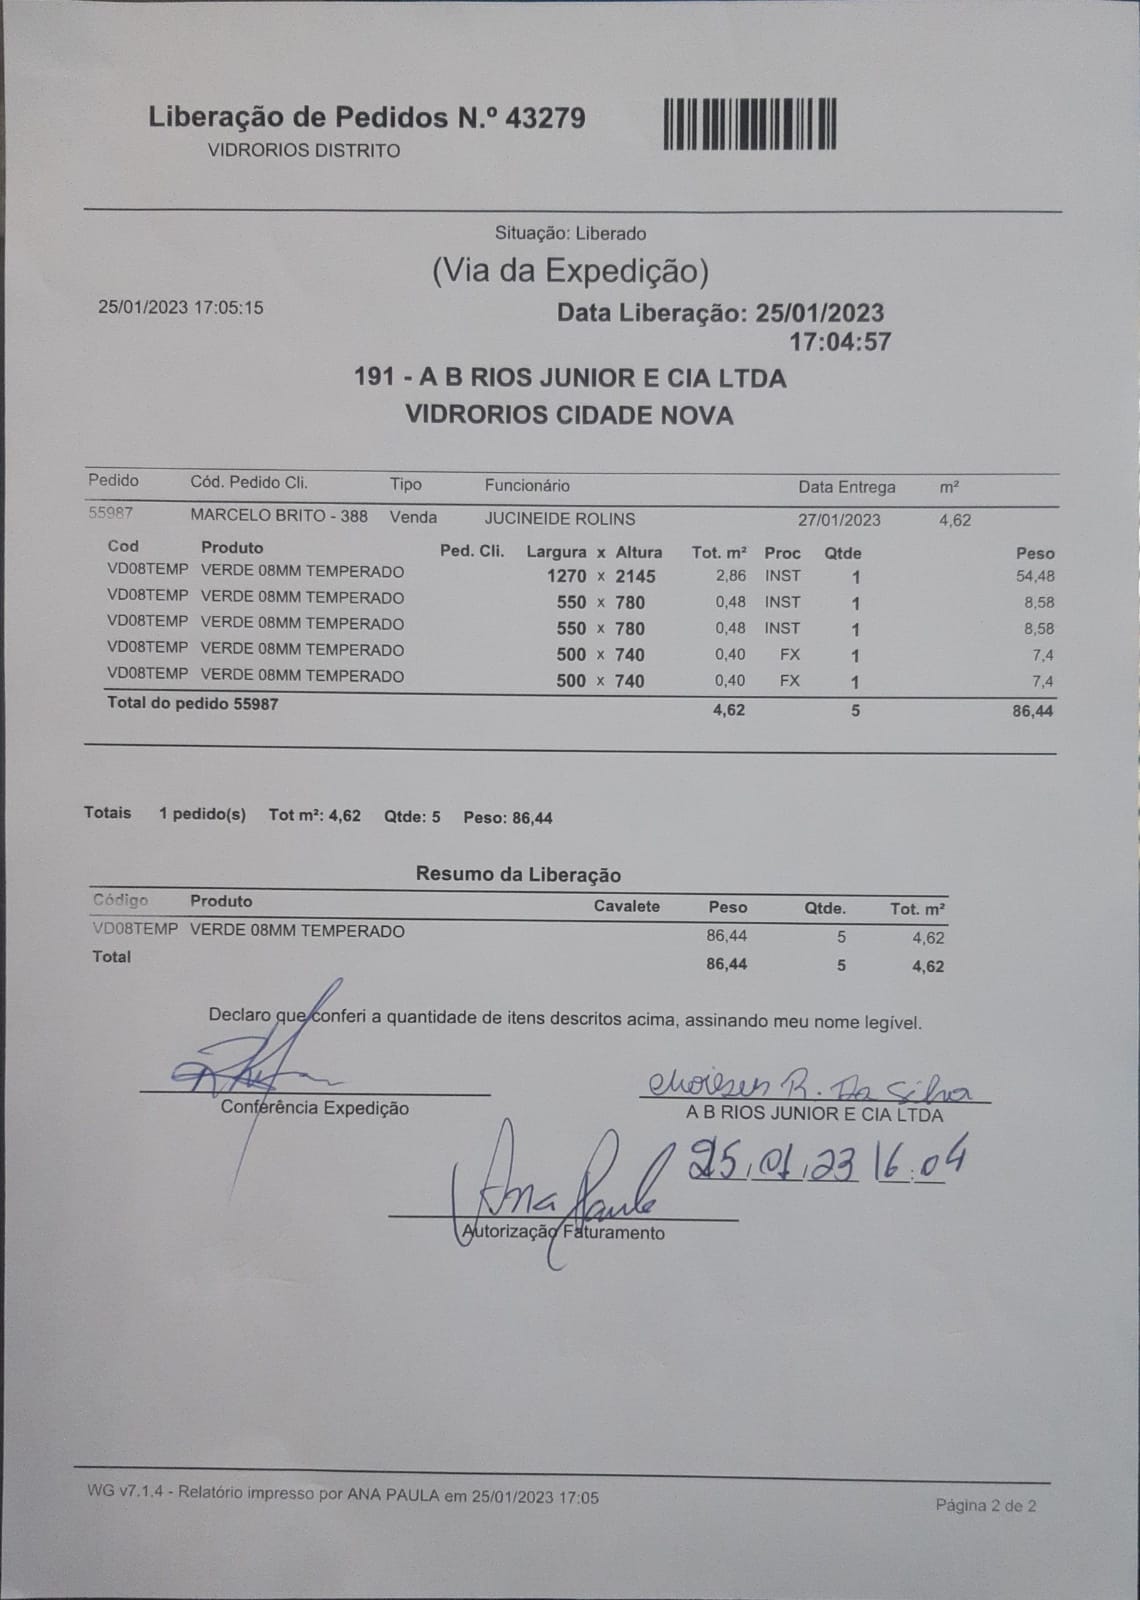 Liberação de Pedidos N.º 43279
VIDRORIOS DISTRITO
Situação: Liberado
(Via da Expedição)
25/01/2023 17:05:15 Data Liberação: 25/01/2023
17:04:57
191 - A B RIOS JUNIOR E CIA LTDA
VIDRORIOS CIDADE NOVA
Pedido Cód. Pedido Cli. Tipo Funcionário Data Entrega m²
55987 MARCELO BRITO - 388 Venda JUCINEIDE ROLINS 27/01/2023 4,62
Cod Produto Ped. Cli. Largura x Altura Tot. m² Proc Qtde Peso
VD08TEMP VERDE 08MM TEMPERADO 1270 x 2145 2,86 INST 1 54,48
VD08TEMP VERDE 08MM TEMPERADO 550 x 780 0,48 INST 1 8,58
VD08TEMP VERDE 08MM TEMPERADO 550 x 780 0,48 INST 1 8,58
VD08TEMP VERDE 08MM TEMPERADO 500 x 740 0,40 FX 1 7,4
VD08TEMP VERDE 08MM TEMPERADO 500 x 740 0,40 FX 1 7,4
Total do pedido 55987 4,62 5 86,44
Totais 1 pedido(s) Tot m²: 4,62 Qtde: 5 Peso: 86,44
Resumo da Liberação
Código Produto Cavalete Peso Qtde. Tot. m²
VD08TEMP VERDE 08MM TEMPERADO 86,44 5 4,62
Total 86,44 5 4,62
Declaro que conferi a quantidade de itens descritos acima, assinando meu nome legível.
R. Da Silva
Conferência Expedição A B RIOS JUNIOR E CIA LTDA
25.01.23 16:04
Ana Paula
Autorização Faturamento
WG v7.1.4 - Relatório impresso por ANA PAULA em 25/01/2023 17:05
Página 2 de 2